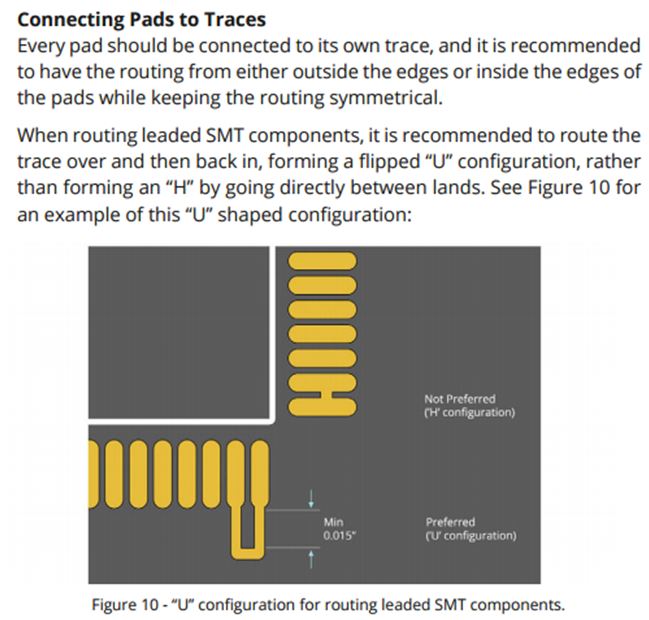 Connecting Pads to Traces
Every pad should be connected to its own trace, and it is recommended
to have the routing from either outside the edges or inside the edges of
the pads while keeping the routing symmetrical.
When routing leaded SMT components, it is recommended to route the
trace over and then back in, forming a flipped “U” configuration, rather
than forming an “H” by going directly between lands. See Figure 10 for
an example of this “U” shaped configuration:
Not Preferred
('H' configuration)
Min
0.015"
Preferred
('U' configuration)
Figure 10 - “U” configuration for routing leaded SMT components.